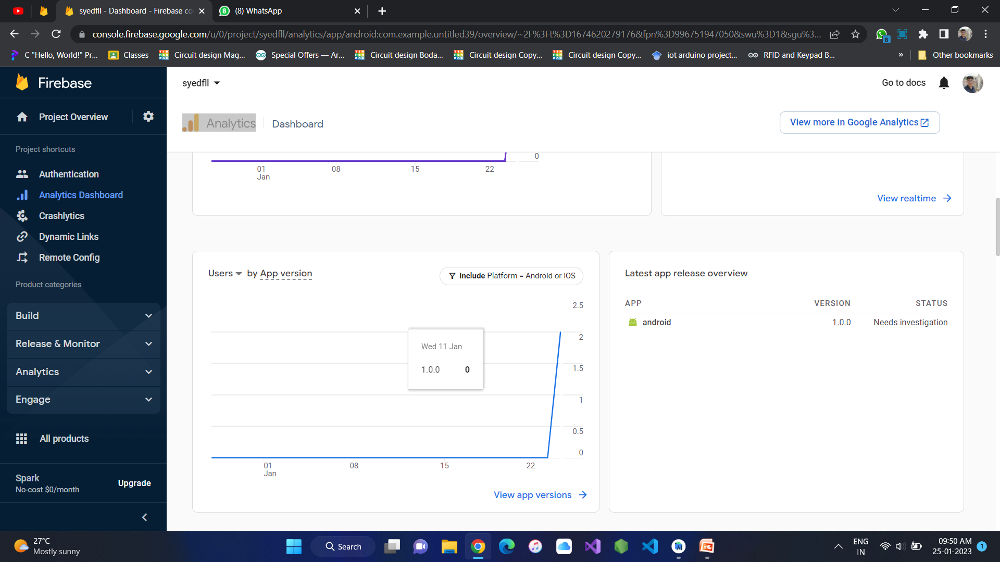 syedfll - Dashboard - Firebase co
(8) WhatsApp
console.firebase.google.com/u/0/project/syedfll/analytics/app/android:com.example.untitled39/overview/~2F%3Ft%3D1674620279176&fpn%3D996751947050&swu%3D1&sgu%3...
8
C "Hello, World!" Pr...
Classes
Circuit design Mag...
Special Offers — Ar...
Circuit design Boda...
Circuit design Copy...
Circuit design Copy...
iot arduino project...
RFID and Keypad B...
»
Other bookmarks
Firebase
syedfll
Go to docs
Project Overview
Analytics
Dashboard
View more in Google Analytics
Project shortcuts
Authentication
Analytics Dashboard
Crashlytics
Dynamic Links
Remote Config
Product categories
Build
Release & Monitor
Analytics
Engage
All products
Spark
No-cost $0/month
Upgrade
0
01
Jan
08
15
22
View realtime
Users by App version
Include Platform = Android or iOS
2.5
2
1.5
1
0.5
0
Wed 11 Jan
1.0.0 0
01
Jan
08
15
22
View app versions
Latest app release overview
APP VERSION STATUS
android 1.0.0 Needs investigation
27°C
Mostly sunny
Search
ENG
IN
09:50 AM
25-01-2023
1